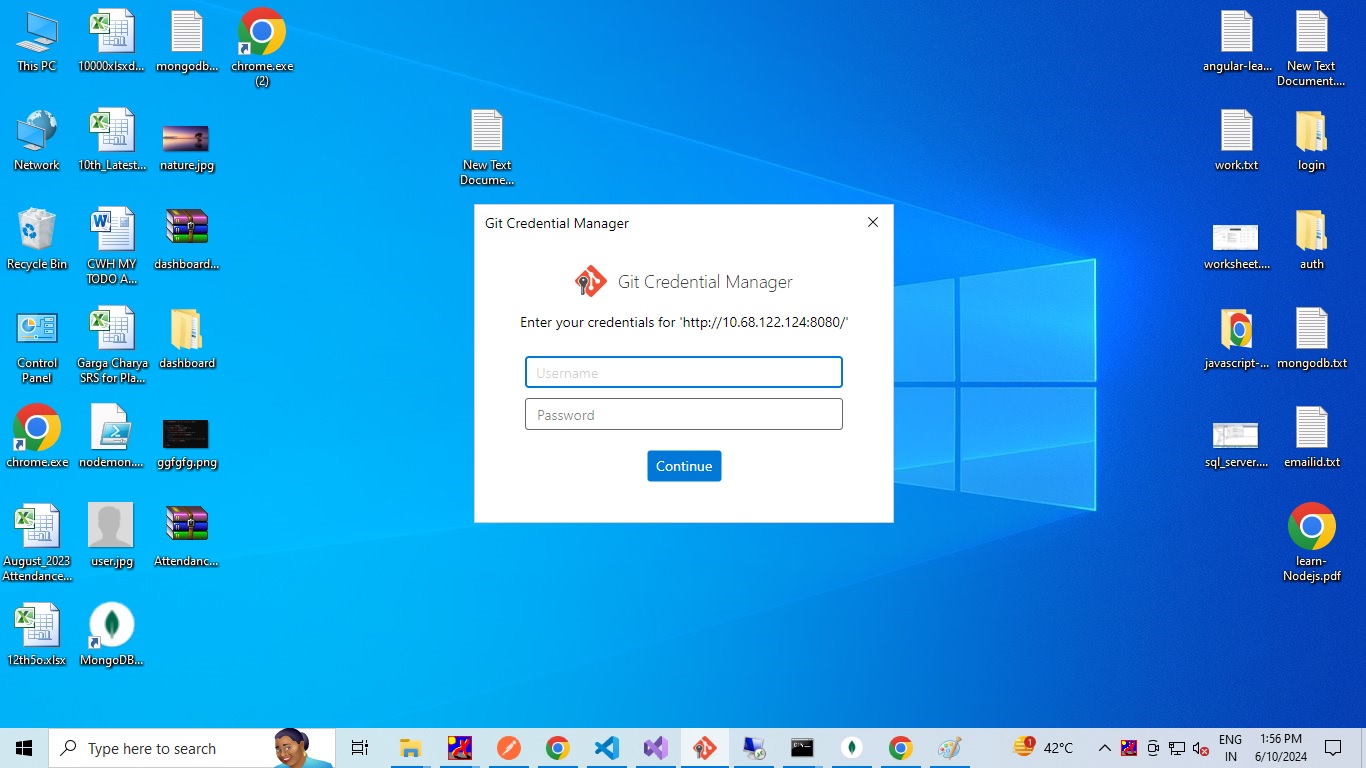 This PC
10000xlsxd...
mongodb...
chrome.exe
(2)
Network
10th_Latest...
nature.jpg
New Text
Docume...
Recycle Bin
CWH MY
TODO A...
dashboard...
Control
Panel
Garga Charya
SRS for Pla...
dashboard
chrome.exe
nodemon....
ggfgfg.png
August_2023
Attendance...
user.jpg
Attendanc...
12th5o.xlsx
MongoDB...
Git Credential Manager
Git Credential Manager
Enter your credentials for 'http://10.68.122.124:8080/'
Username
Password
Continue
angular-lea...
New Text
Document....
work.txt
login
worksheet....
auth
javascript-...
mongodb.txt
sql_server....
emailid.txt
learn-
Nodejs.pdf
Type here to search
1
42°C
ENG
IN
1:56 PM
6/10/2024